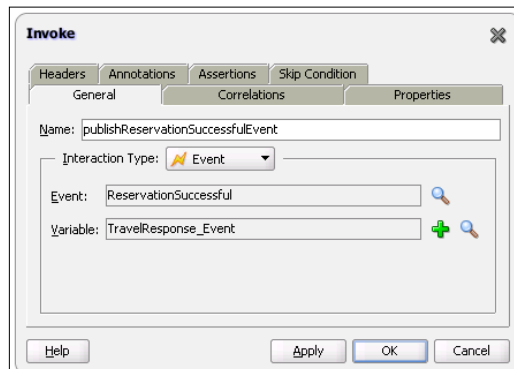 Invoke
Headers Annotations Assertions Skip Condition
General Correlations Properties
Name: publishReservationSuccessfulEvent
Interaction Type: Event
Event: ReservationSuccessful
Variable: TravelResponse_Event
Help Apply OK Cancel